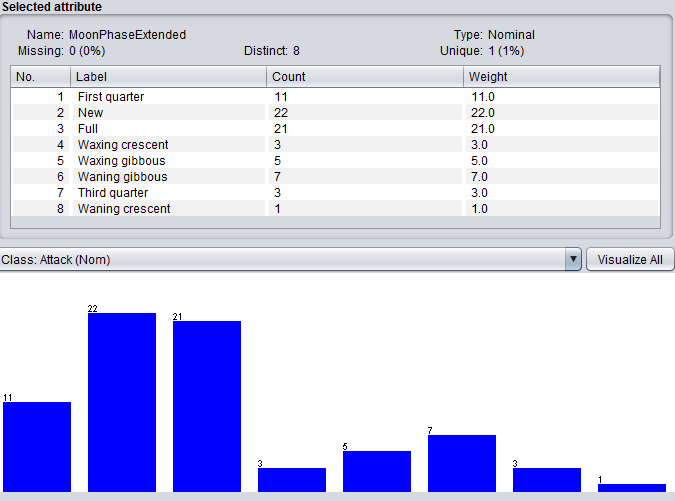 Selected attribute
Name: MoonPhaseExtended Type: Nominal
Missing: 0 (0%) Distinct: 8 Unique: 1 (1%)
No. Label Count Weight
1 First quarter 11 11.0
2 New 22 22.0
3 Full 21 21.0
4 Waxing crescent 3 3.0
5 Waxing gibbous 5 5.0
6 Waning gibbous 7 7.0
7 Third quarter 3 3.0
8 Waning crescent 1 1.0
Class: Attack (Nom) Visualize All
11 22 21 3 5 7 3 1